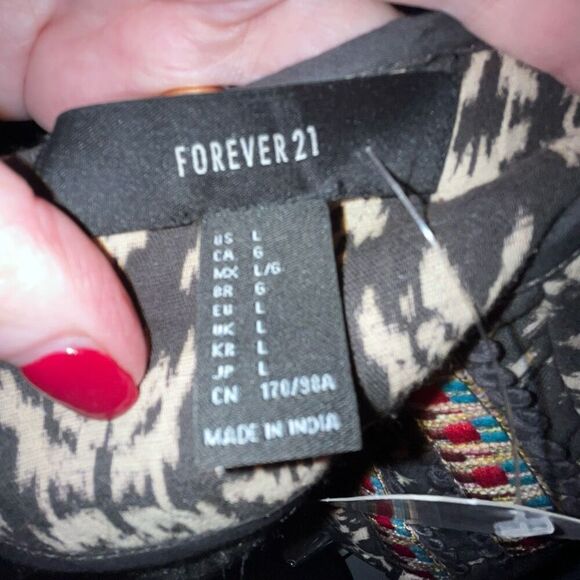 FOREVER 21
US L
CA G
MX L/G
BR G
EU L
UK L
KR L
JP L
CN 170/98A
MADE IN INDIA